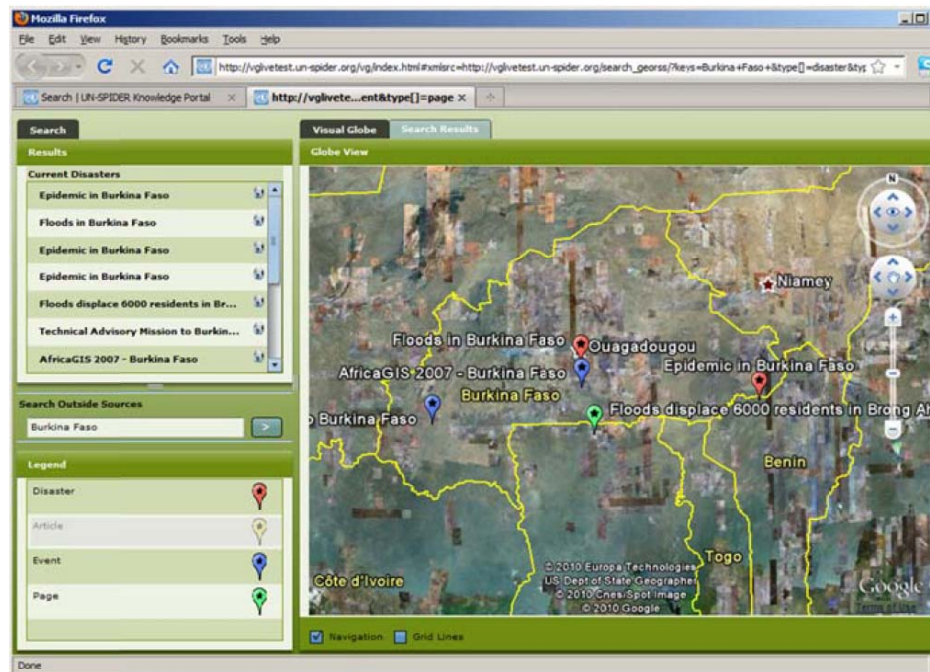 Mozilla Firefox
File Edit View History Bookmarks Tools Help
http://vglivetest.un-spider.org/vg/index.html#xmlsrc=http://vglivetest.un-spider.org/search_georss/?keys=Burkina+Faso+&type[]=disaster&typ
Search | UN-SPIDER Knowledge Portal
http://vglivete...ent&type[]=page
Search
Results
Current Disasters
Epidemic in Burkina Faso
Floods in Burkina Faso
Epidemic in Burkina Faso
Epidemic in Burkina Faso
Floods displace 6000 residents in Br...
Technical Advisory Mission to Burkin...
AfricaGIS 2007 - Burkina Faso
Search Outside Sources
Burkina Faso
>
Legend
Disaster
Article
Event
Page
Visual Globe
Search Results
Globe View
N
Niamey
Floods in Burkina Faso
Ouagadougou
AfricaGIS 2007 - Burkina Faso
Epidemic in Burkina Faso
Burkina Faso
o Burkina Faso
Floods displace 6000 residents in Brong Ah
Benin
Togo
Côte d'Ivoire
© 2010 Europa Technologies
US Dept of State Geographer
© 2010 Cnes/Spot Image
© 2010 Google
Google
Terms of Use
Navigation
Grid Lines
Done